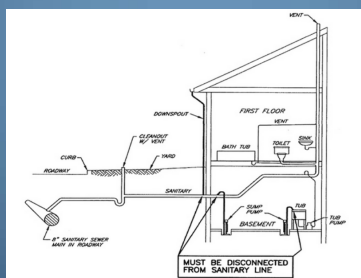 VENT
DOWNSPOUT
FIRST FLOOR
VENT
CLEANOUT
W/ VENT
SINK
TOILET
BATH TUB
CURB
YARD
ROADWAY
SANITARY
SUMP
PUMP
TUB
BASEMENT
TUB
PUMP
8" SANITARY SEWER
MAIN IN ROADWAY
MUST BE DISCONNECTED
FROM SANITARY LINE